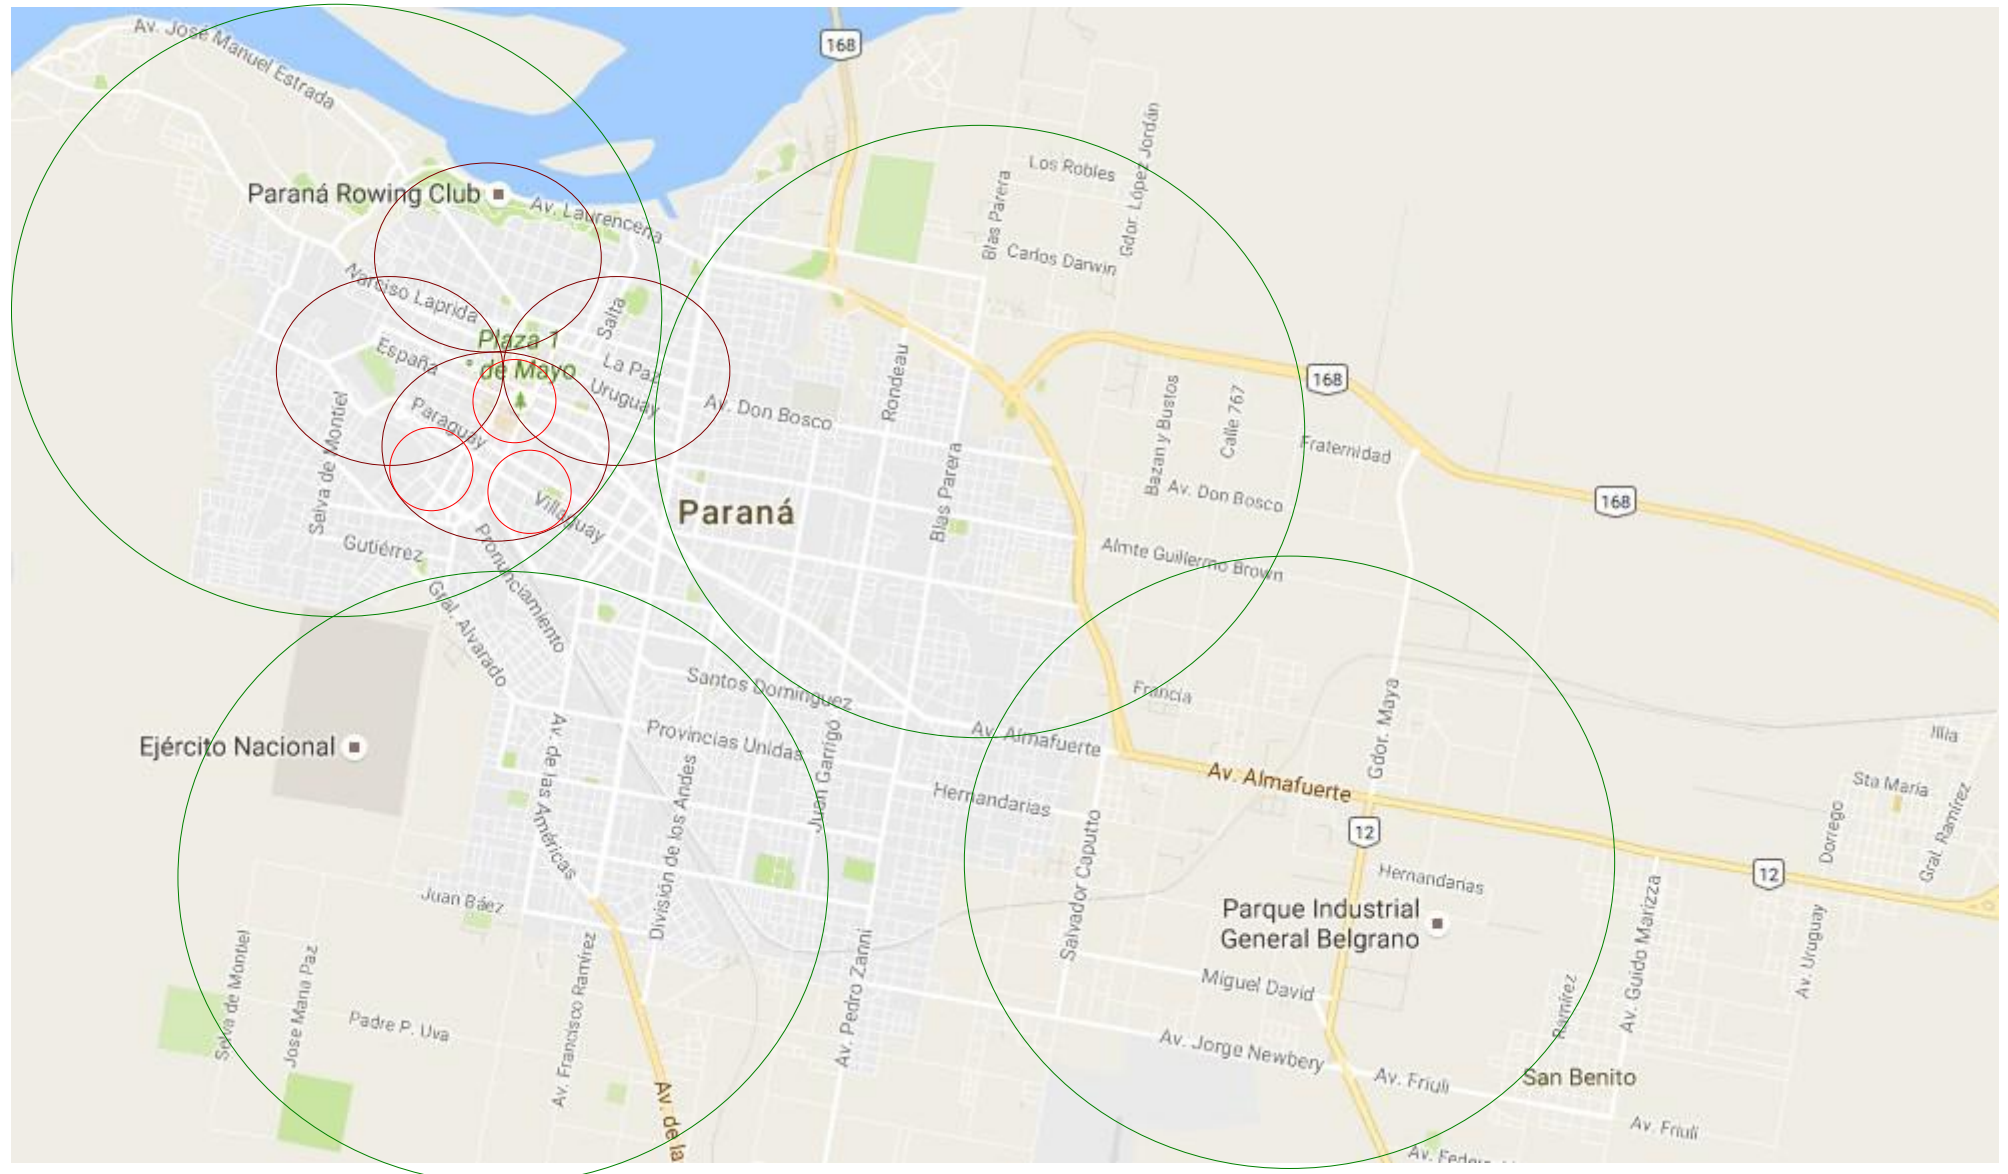 Av. José Manuel Estrada
168
Los Robles
Gdor. López Jordán
Paraná Rowing Club
Blas Parera
Av. Laurencena
Carlos Darwin
Narciso Laprida
Salta
Plaza 1
de Mayo
España
La Paz
Uruguay
Rondeau
168
Paraguay
Av. Don Bosco
Bazan y Bustos
Calle 767
Fraternidad
Selva de Montiel
Blas Parera
Av. Don Bosco
168
Villaguay
Paraná
Gutiérrez
Pronunciamiento
Almte Guillermo Brown
Gral. Alvarado
Santos Dominguez
Francia
Gdor. Maya
Ejército Nacional
Provincias Unidas
Av. Almafuerte
Illia
Av. de las Américas
División de los Andes
Juan Garrigó
Hernandarias
Av. Almafuerte
Sta María
Dorrego
Gral. Ramírez
12
Salvador Caputto
Hernandarias
12
Juan Báez
Parque Industrial
General Belgrano
Av. Guido Marizza
Av. Uruguay
Selva de Montiel
Jose Maria Paz
Av. Francisco Ramírez
Av. Pedro Zanni
Miguel David
Ramírez
Padre P. Uva
Av. Jorge Newbery
Av. Friuli
San Benito
Av. de la
Av. Friuli